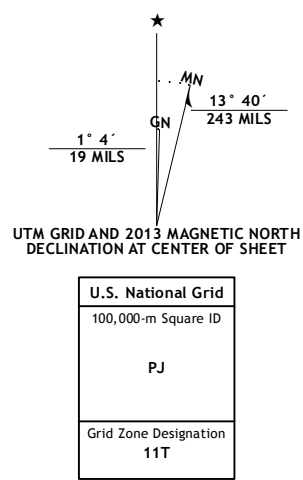 ★
MN
GN
13° 40´
243 MILS
1° 4´
19 MILS
UTM GRID AND 2013 MAGNETIC NORTH
DECLINATION AT CENTER OF SHEET
U.S. National Grid
100,000-m Square ID
PJ
Grid Zone Designation
11T